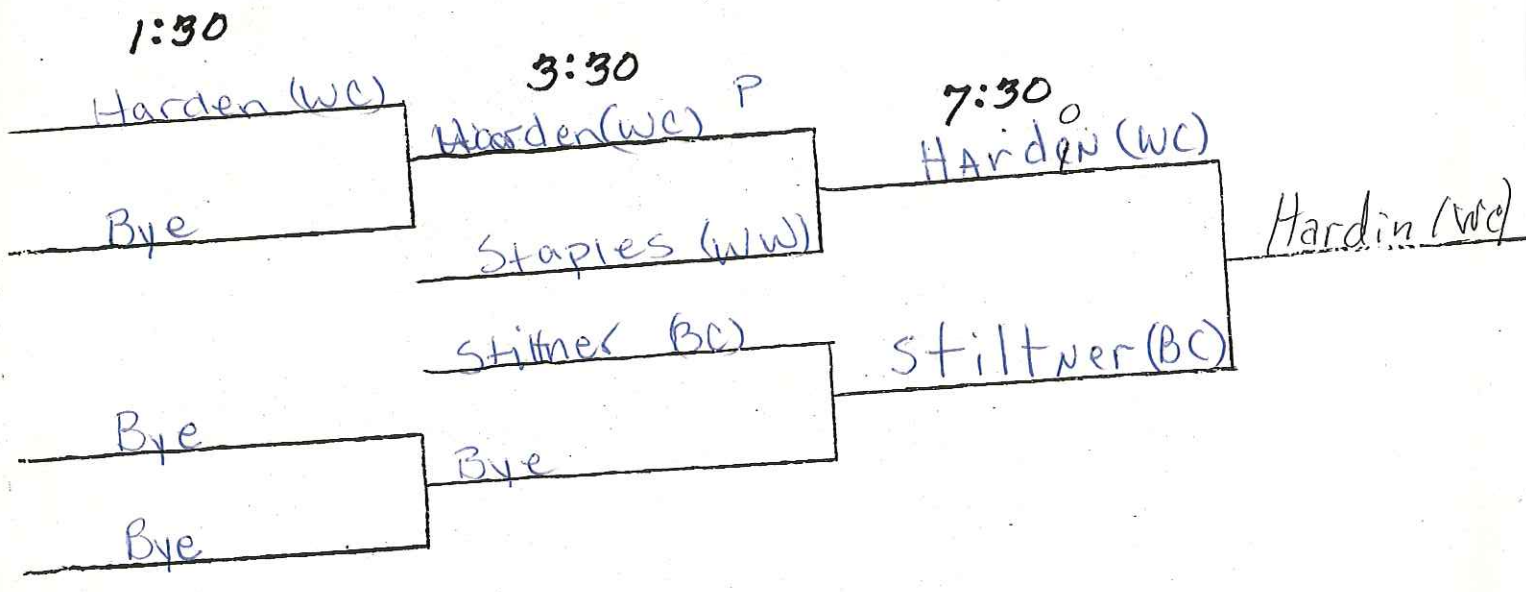 1:30
3:30
P
7:30
Harden (WC)
Harden (WC)
Hardin (WC)
Hardin (WC)
Bye
Staples (WW)
Stiltner (BC)
Stiltner (BC)
Bye
Bye
Bye